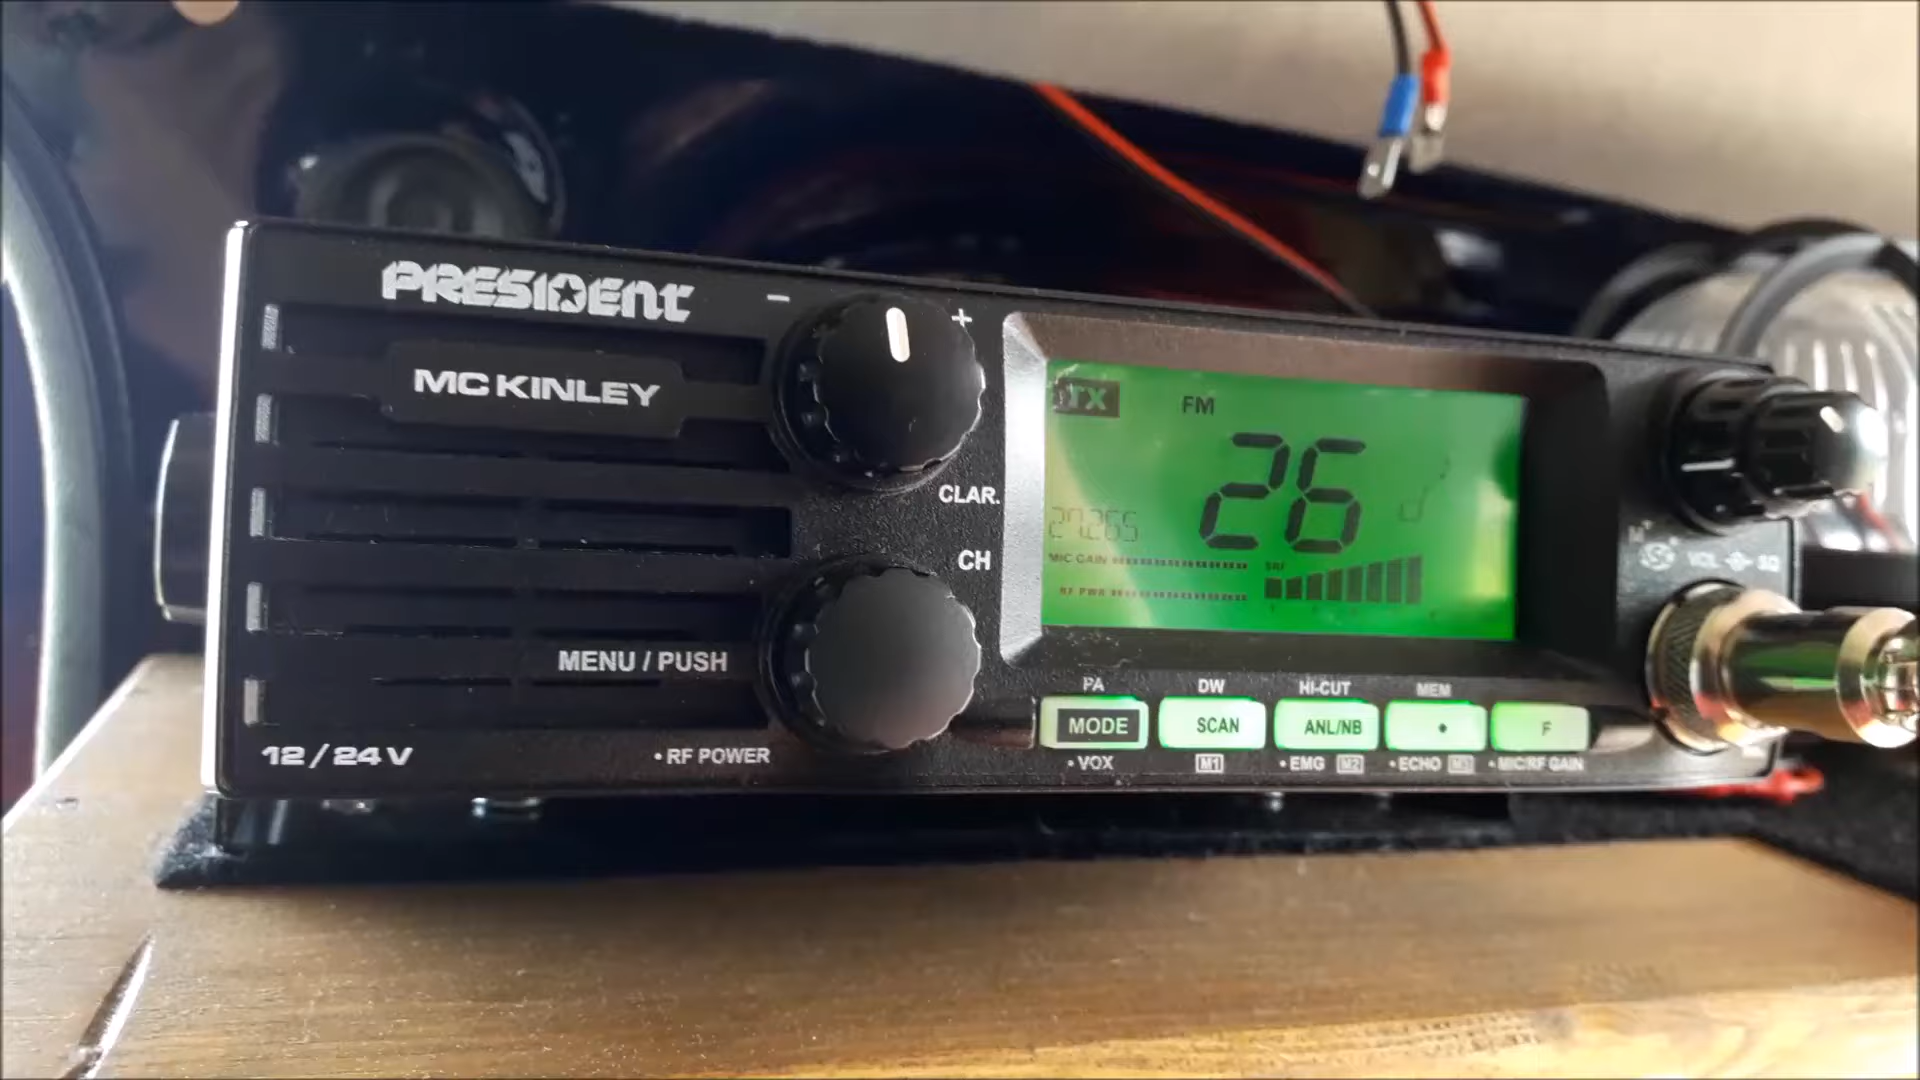 PRESIDENT
- +
MC KINLEY
CLAR.
CH
MENU / PUSH
12 / 24 V
• RF POWER
TX FM
26
27.265
MIC GAIN
RF PWR
SRF
VOL SQ
PA DW HI-CUT MEM
MODE SCAN ANL/NB • F
• VOX M1 • EMG M2 • ECHO M3 • MIC/RF GAIN